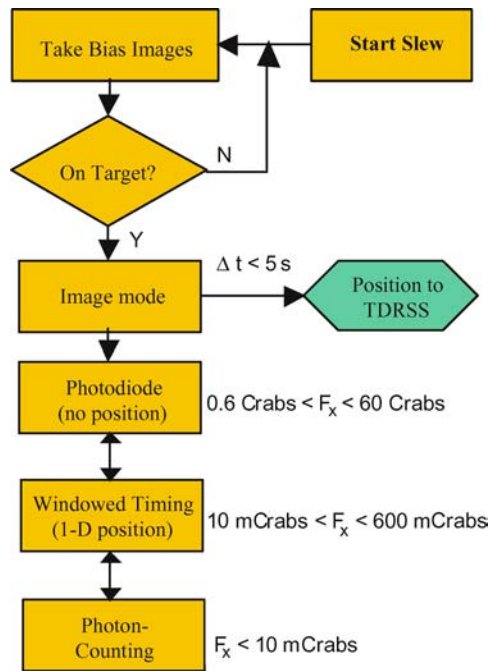 Take Bias Images
Start Slew
On Target?
N
Y
Δ t < 5 s
Image mode
Position to
TDRSS
Photodiode
(no position)
0.6 Crabs < Fₓ < 60 Crabs
Windowed Timing
(1-D position)
10 mCrabs < Fₓ < 600 mCrabs
Photon-
Counting
Fₓ < 10 mCrabs